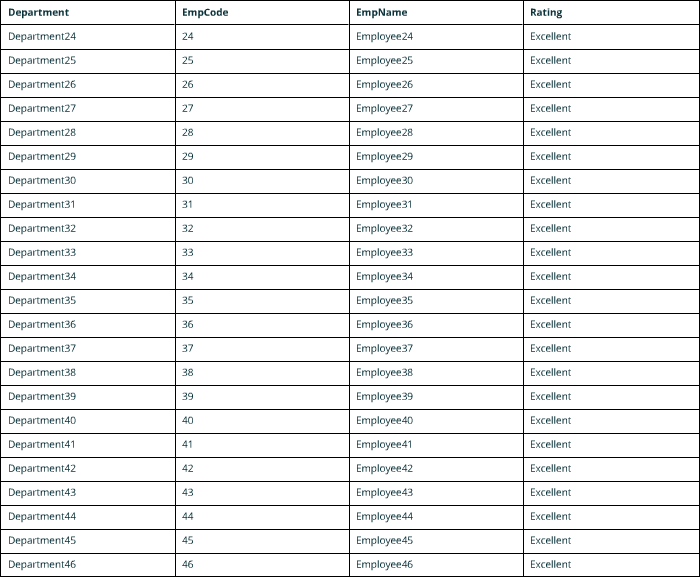 Department EmpCode EmpName Rating
Department24 24 Employee24 Excellent
Department25 25 Employee25 Excellent
Department26 26 Employee26 Excellent
Department27 27 Employee27 Excellent
Department28 28 Employee28 Excellent
Department29 29 Employee29 Excellent
Department30 30 Employee30 Excellent
Department31 31 Employee31 Excellent
Department32 32 Employee32 Excellent
Department33 33 Employee33 Excellent
Department34 34 Employee34 Excellent
Department35 35 Employee35 Excellent
Department36 36 Employee36 Excellent
Department37 37 Employee37 Excellent
Department38 38 Employee38 Excellent
Department39 39 Employee39 Excellent
Department40 40 Employee40 Excellent
Department41 41 Employee41 Excellent
Department42 42 Employee42 Excellent
Department43 43 Employee43 Excellent
Department44 44 Employee44 Excellent
Department45 45 Employee45 Excellent
Department46 46 Employee46 Excellent